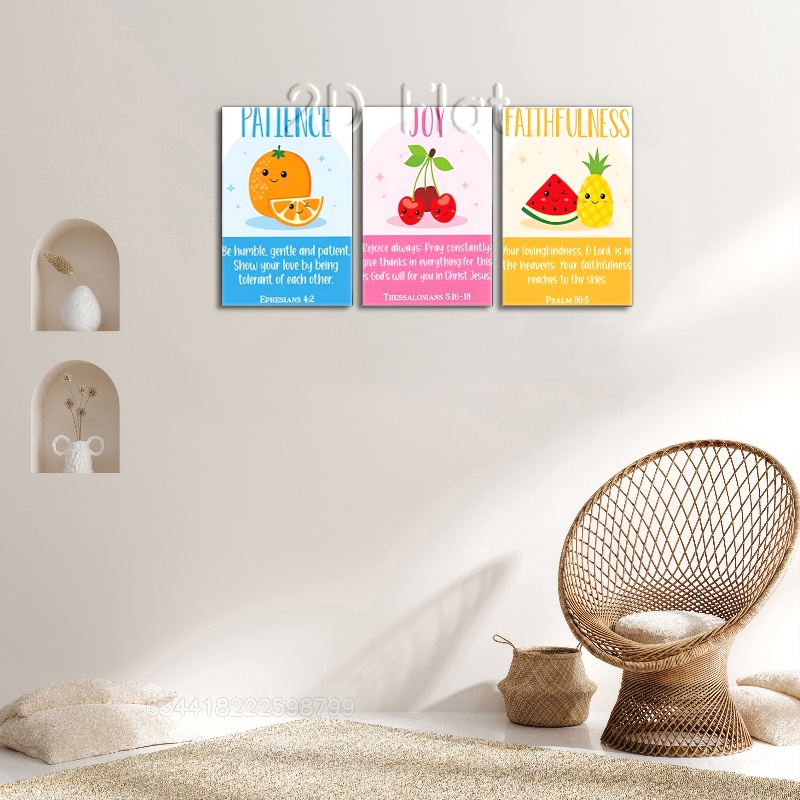 2D Flat
PATIENCE
Be humble, gentle and patient.
Show your love by being
tolerant of each other.
EPHESIANS 4:2
JOY
Rejoice always: Pray constantly:
give thanks in everything:for this
is God's will for you in Christ Jesus.
THESSALONIANS 5:16-18
FAITHFULNESS
Your lovingkindness, O Lord, is in
the heavens: Your faithfulness
reaches to the skies.
PSALM 36:5